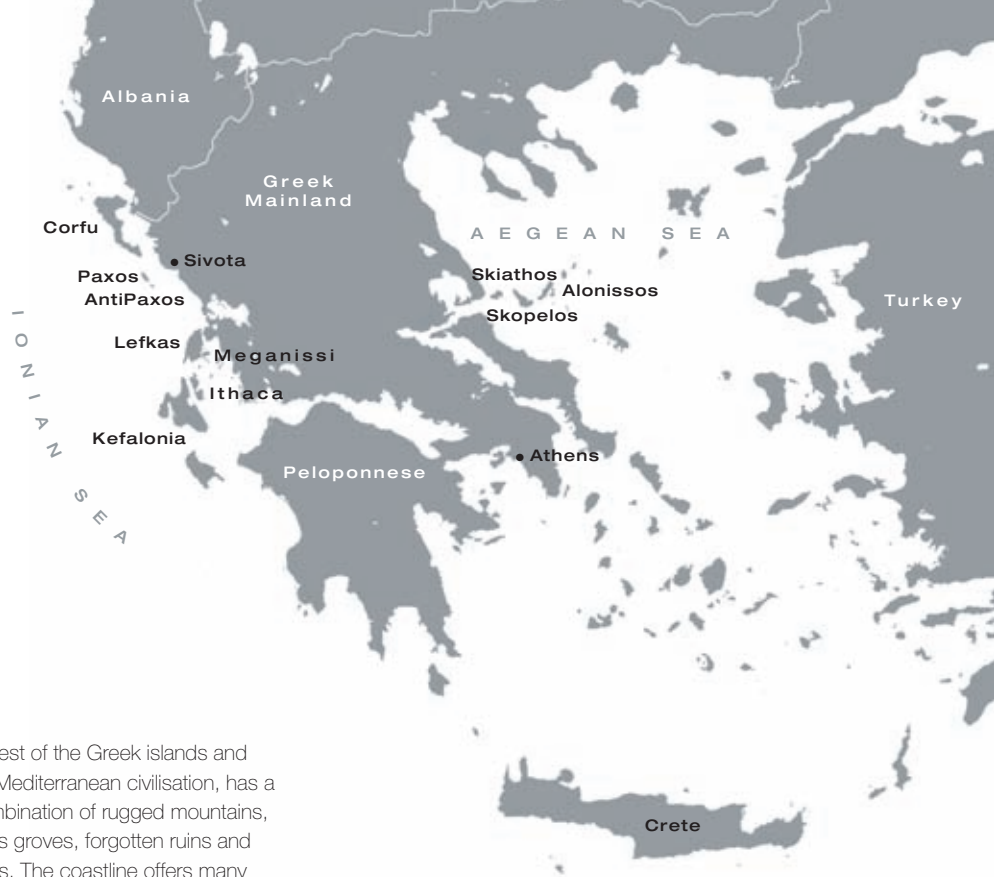 Albania
Greek
Mainland
Corfu
Sivota
AEGEAN SEA
Paxos
Skiathos
AntiPaxos
Alonissos
Turkey
Skopelos
IONIAN SEA
Lefkas
Meganissi
Ithaca
Kefalonia
Athens
Peloponnese
est of the Greek islands and
Mediterranean civilisation, has a
mbination of rugged mountains,
s groves, forgotten ruins and
s. The coastline offers many
Crete